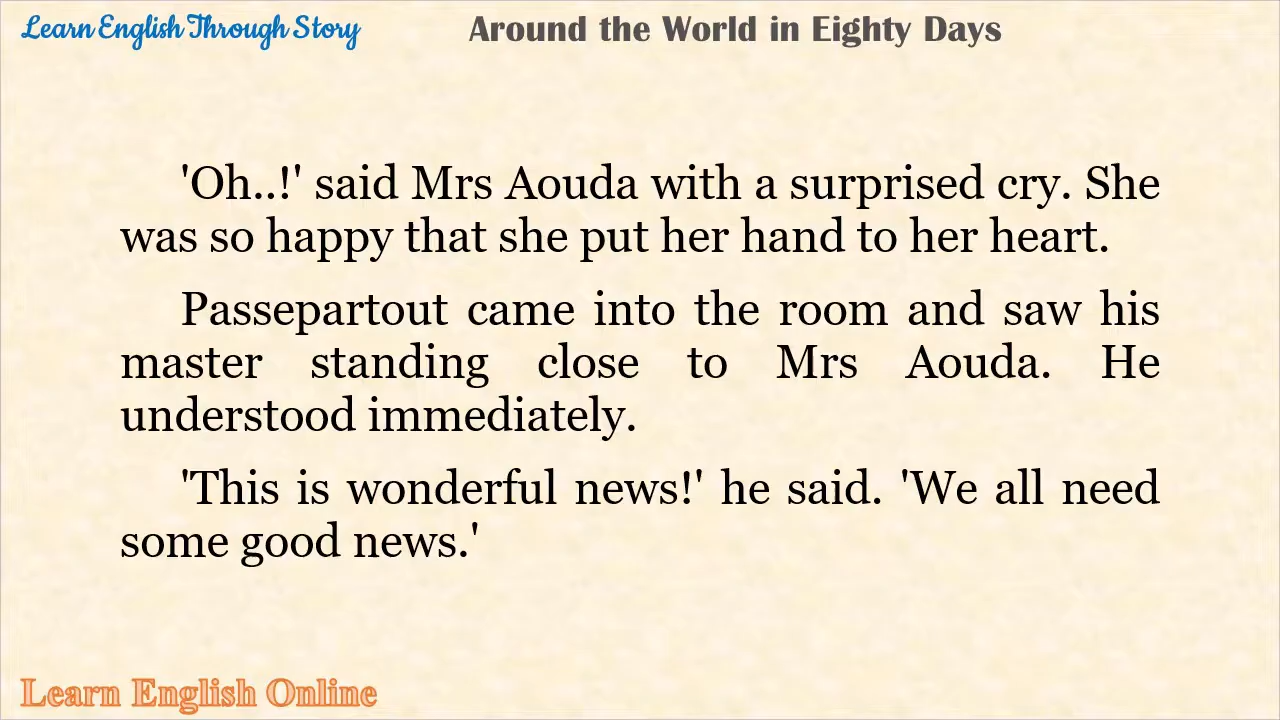 Learn English Through Story
Around the World in Eighty Days
'Oh..!' said Mrs Aouda with a surprised cry. She
was so happy that she put her hand to her heart.
Passepartout came into the room and saw his
master standing close to Mrs Aouda. He
understood immediately.
'This is wonderful news!' he said. 'We all need
some good news.'
Learn English Online